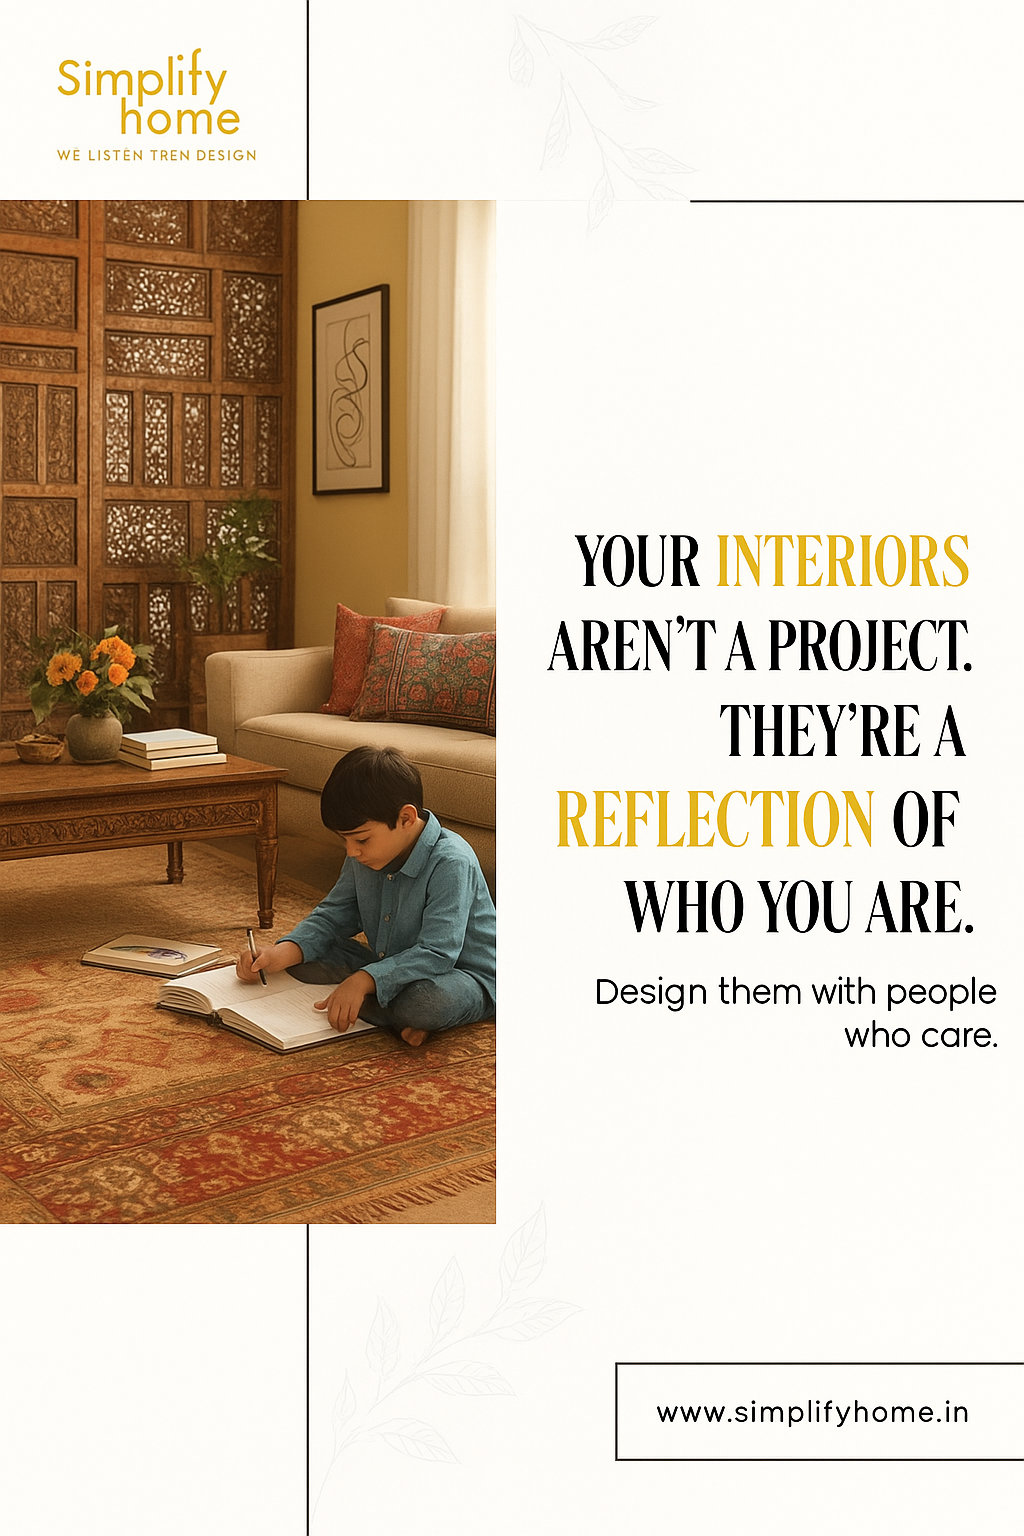 Simplify
home
WE LISTEN TREN DESIGN
YOUR INTERIORS
AREN'T A PROJECT.
THEY'RE A
REFLECTION OF
WHO YOU ARE.
Design them with people
who care.
www.simplifyhome.in